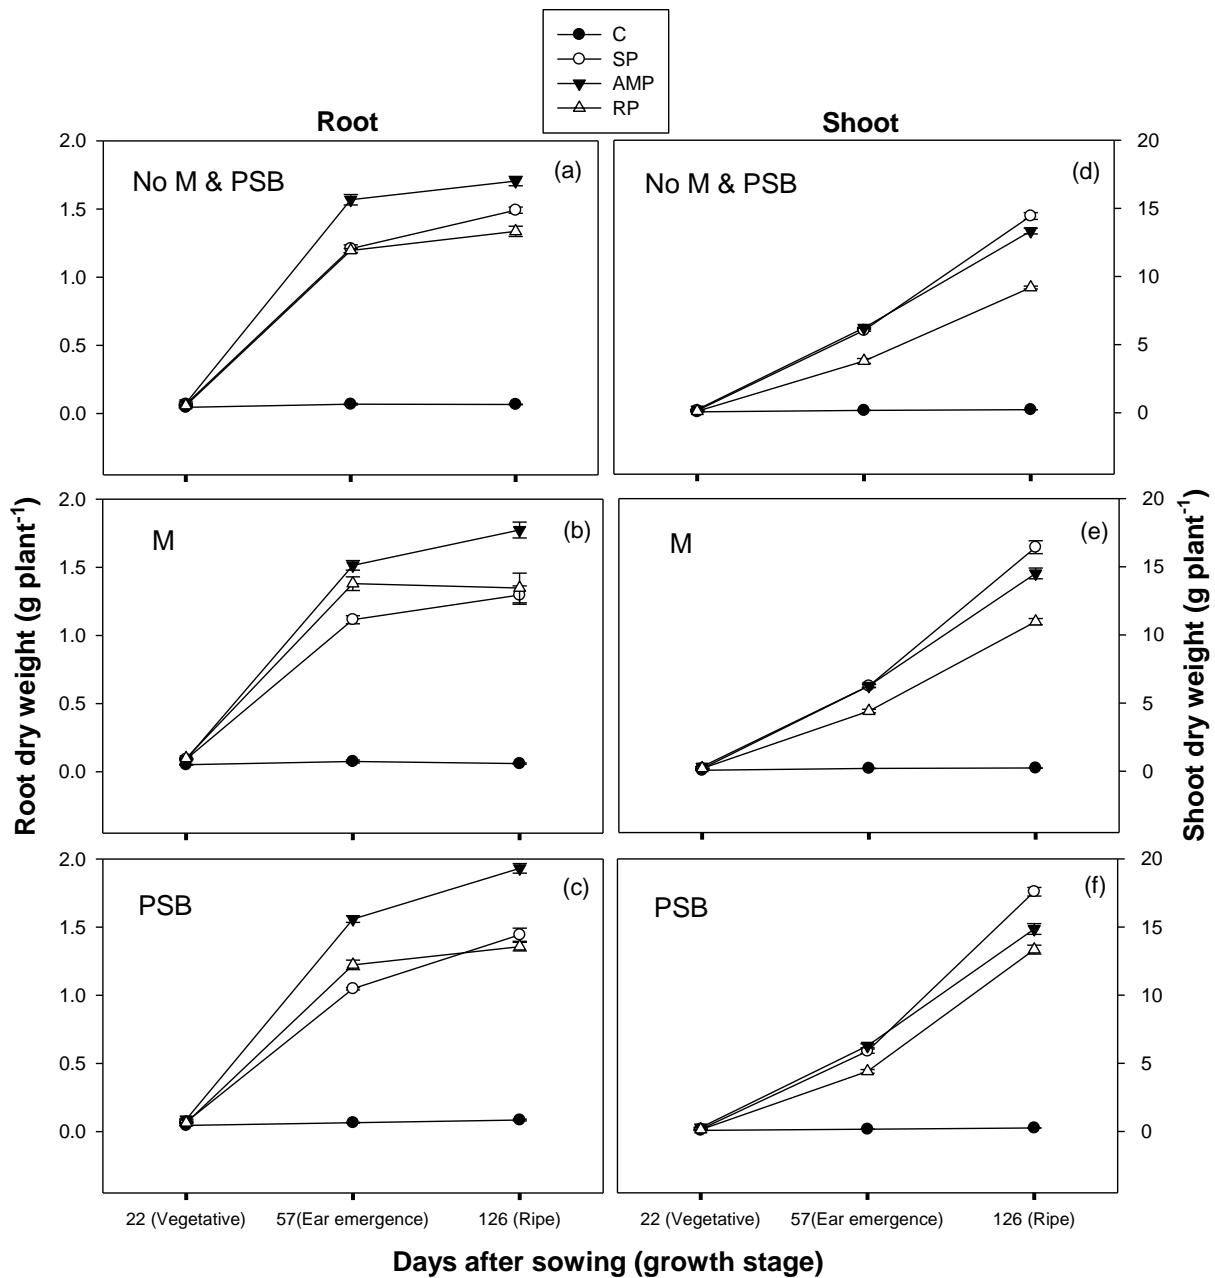 C
SP
AMP
RP
Root
Shoot
2.0
1.5
1.0
0.5
0.0
No M & PSB
(a)
No M & PSB
(d)
20
15
10
5
0
2.0
1.5
1.0
0.5
0.0
M
(b)
M
(e)
20
15
10
5
0
2.0
1.5
1.0
0.5
0.0
PSB
(c)
PSB
(f)
20
15
10
5
0
Root dry weight (g plant⁻¹)
Shoot dry weight (g plant⁻¹)
22 (Vegetative) 57(Ear emergence) 126 (Ripe)
22 (Vegetative) 57(Ear emergence) 126 (Ripe)
Days after sowing (growth stage)